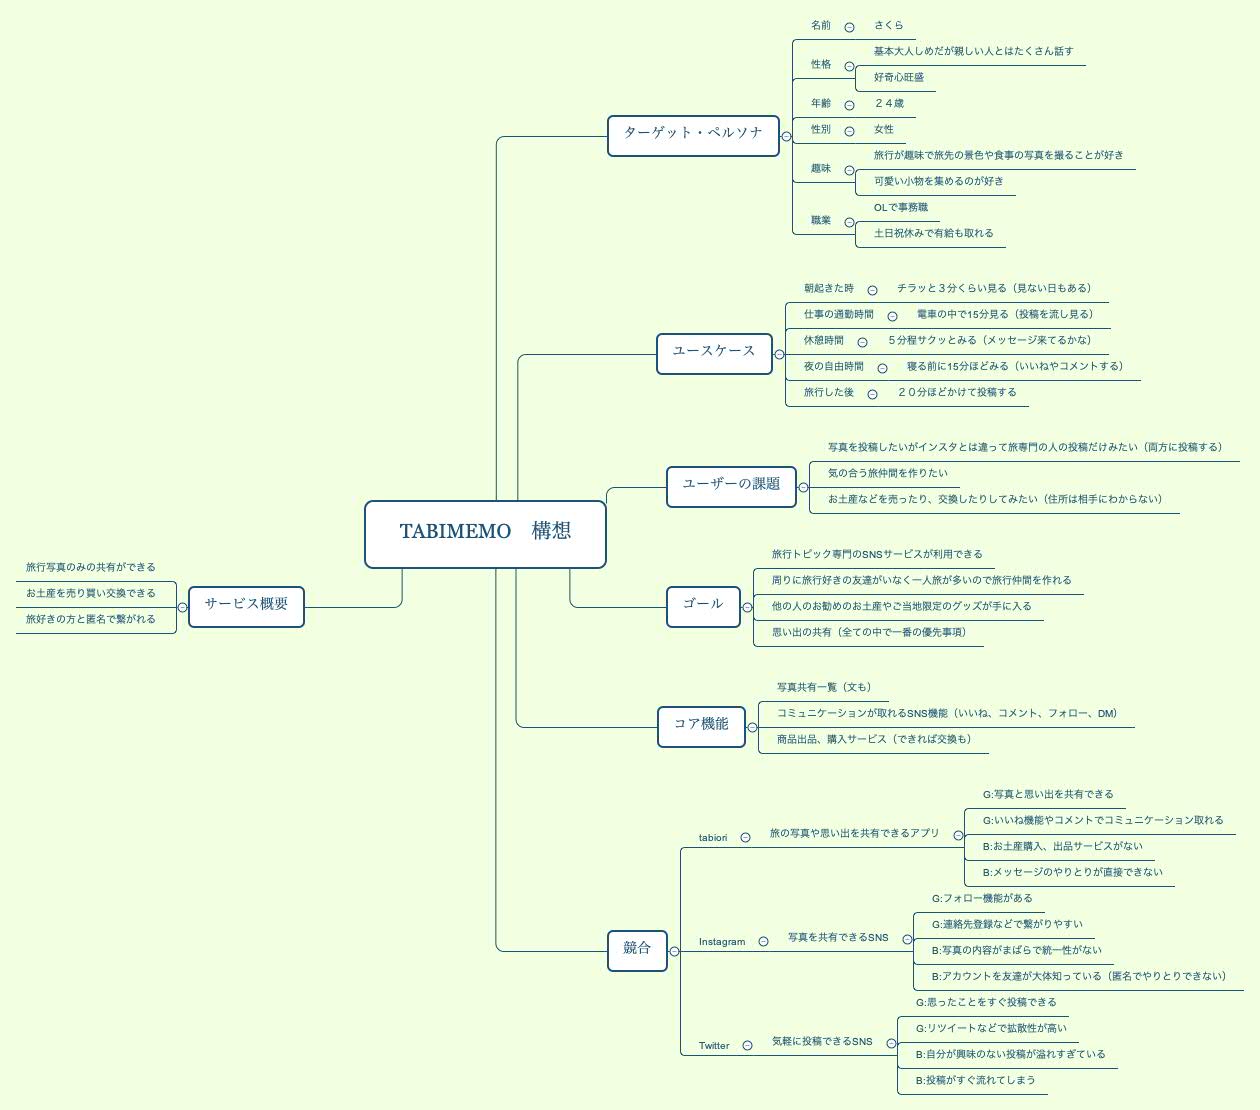 TABIMEMO　構想
ターゲット・ペルソナ
名前
さくら
性格
基本大人しめだが親しい人とはたくさん話す
好奇心旺盛
年齢
２４歳
性別
女性
趣味
旅行が趣味で旅先の景色や食事の写真を撮ることが好き
可愛い小物を集めるのが好き
職業
OLで事務職
土日祝休みで有給も取れる
ユースケース
朝起きた時
チラッと３分くらい見る（見ない日もある）
仕事の通勤時間
電車の中で15分見る（投稿を流し見る）
休憩時間
５分程サクッとみる（メッセージ来てるかな）
夜の自由時間
寝る前に15分ほどみる（いいねやコメントする）
旅行した後
２０分ほどかけて投稿する
ユーザーの課題
写真を投稿したいがインスタとは違って旅専門の人の投稿だけみたい（両方に投稿する）
気の合う旅仲間を作りたい
お土産などを売ったり、交換したりしてみたい（住所は相手にわからない）
ゴール
旅行トピック専門のSNSサービスが利用できる
周りに旅行好きの友達がいなく一人旅が多いので旅行仲間を作れる
他の人のお勧めのお土産やご当地限定のグッズが手に入る
思い出の共有（全ての中で一番の優先事項）
コア機能
写真共有一覧（文も）
コミュニケーションが取れるSNS機能（いいね、コメント、フォロー、DM）
商品出品、購入サービス（できれば交換も）
競合
tabiori
旅の写真や思い出を共有できるアプリ
G:写真と思い出を共有できる
G:いいね機能やコメントでコミュニケーション取れる
B:お土産購入、出品サービスがない
B:メッセージのやりとりが直接できない
Instagram
写真を共有できるSNS
G:フォロー機能がある
G:連絡先登録などで繋がりやすい
B:写真の内容がまばらで統一性がない
B:アカウントを友達が大体知っている（匿名でやりとりできない）
Twitter
気軽に投稿できるSNS
G:思ったことをすぐ投稿できる
G:リツイートなどで拡散性が高い
B:自分が興味のない投稿が溢れすぎている
B:投稿がすぐ流れてしまう
サービス概要
旅行写真のみの共有ができる
お土産を売り買い交換できる
旅好きの方と匿名で繋がれる